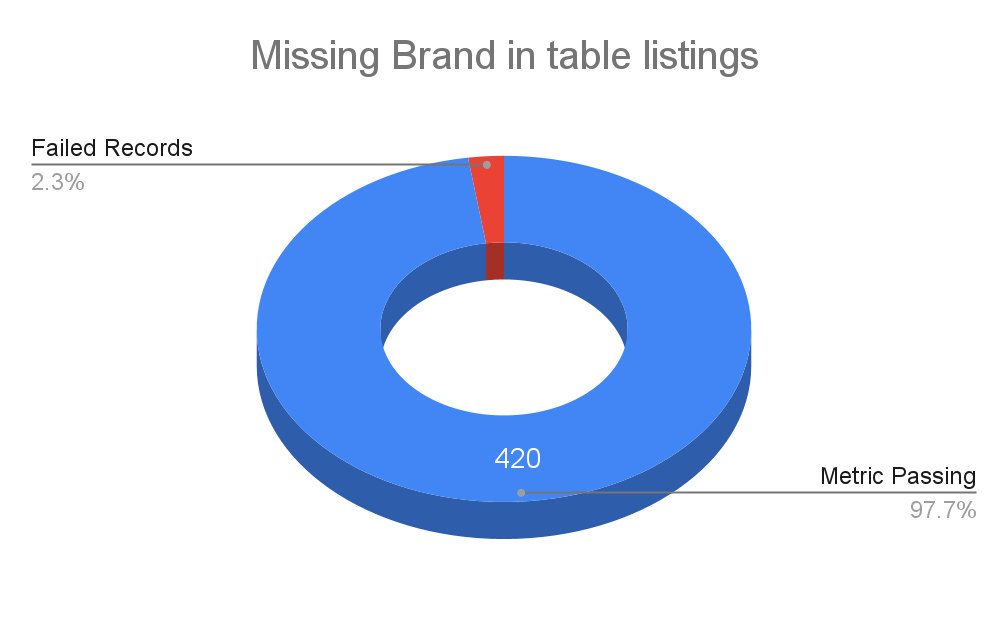 Missing Brand in table listings
Failed Records
2.3%
420
Metric Passing
97.7%